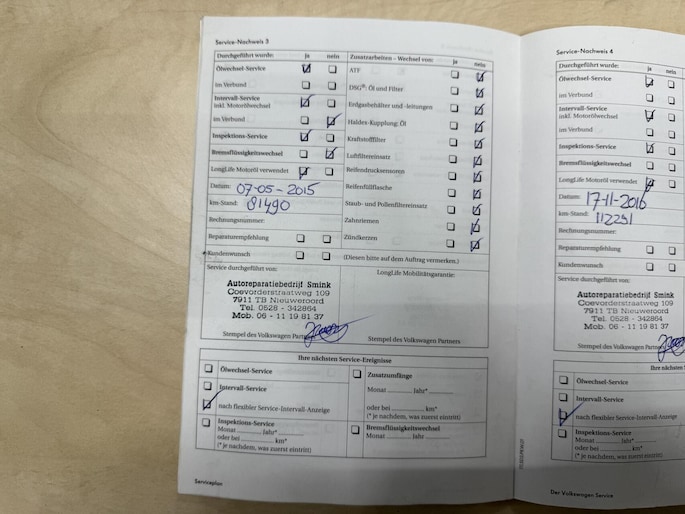 Service-Nachweis 3
Durchgeführt wurde: ja nein
Ölwechsel-Service
im Verbund
Intervall-Service
inkl. Motorölwechsel
im Verbund
Inspektions-Service
Bremsflüssigkeitswechsel
LongLife Motoröl verwendet
Datum: 07-05-2015
km-Stand: 81490
Rechnungsnummer:
Reparaturempfehlung
Kundenwunsch
Zusatzarbeiten - Wechsel von: ja nein
ATF
DSG®: Öl und Filter
Erdgasbehälter und -leitungen
Haldex-Kupplung: Öl
Kraftstofffilter
Luftfiltereinsatz
Reifendrucksensoren
Reifenfüllflasche
Staub- und Pollenfiltereinsatz
Zahnriemen
Zündkerzen
(Diesen bitte auf dem Auftrag vermerken.)
Service durchgeführt von:
Autoreparatiebedrijf Smink
Coevorderstraatweg 109
7911 TB Nieuweroord
Tel. 0528 - 342864
Mob. 06 - 11 19 81 37
Stempel des Volkswagen Partners
LongLife Mobilitätsgarantie:
Stempel des Volkswagen Partners
Ihre nächsten Service-Ereignisse
Ölwechsel-Service
Intervall-Service
nach flexibler Service-Intervall-Anzeige
Inspektions-Service
Monat Jahr*
oder bei km*
(* je nachdem, was zuerst eintritt)
Zusatzumfänge
Monat Jahr*
oder bei km*
(* je nachdem, was zuerst eintritt)
Bremsflüssigkeitswechsel
Monat Jahr
Serviceplan
Service-Nachweis 4
Durchgeführt wurde: ja
Ölwechsel-Service
im Verbund
Intervall-Service
inkl. Motorölwechsel
im Verbund
Inspektions-Service
Bremsflüssigkeitswechsel
LongLife Motoröl verwendet
Datum: 17-11-2016
km-Stand: 112251
Rechnungsnummer:
Reparaturempfehlung
Kundenwunsch
Service durchgeführt von:
Autoreparatiebedrijf Smink
Coevorderstraatweg 109
7911 TB Nieuweroord
Tel. 0528 - 342864
Mob. 06 - 11 19 81 37
Stempel des Volkswagen
Ihre nächsten
Ölwechsel-Service
Intervall-Service
nach flexibler Service-Intervall-Anzeige
Inspektions-Service
Monat Jahr*
oder bei km*
(* je nachdem, was zuerst eintritt)
Der Volkswagen Service